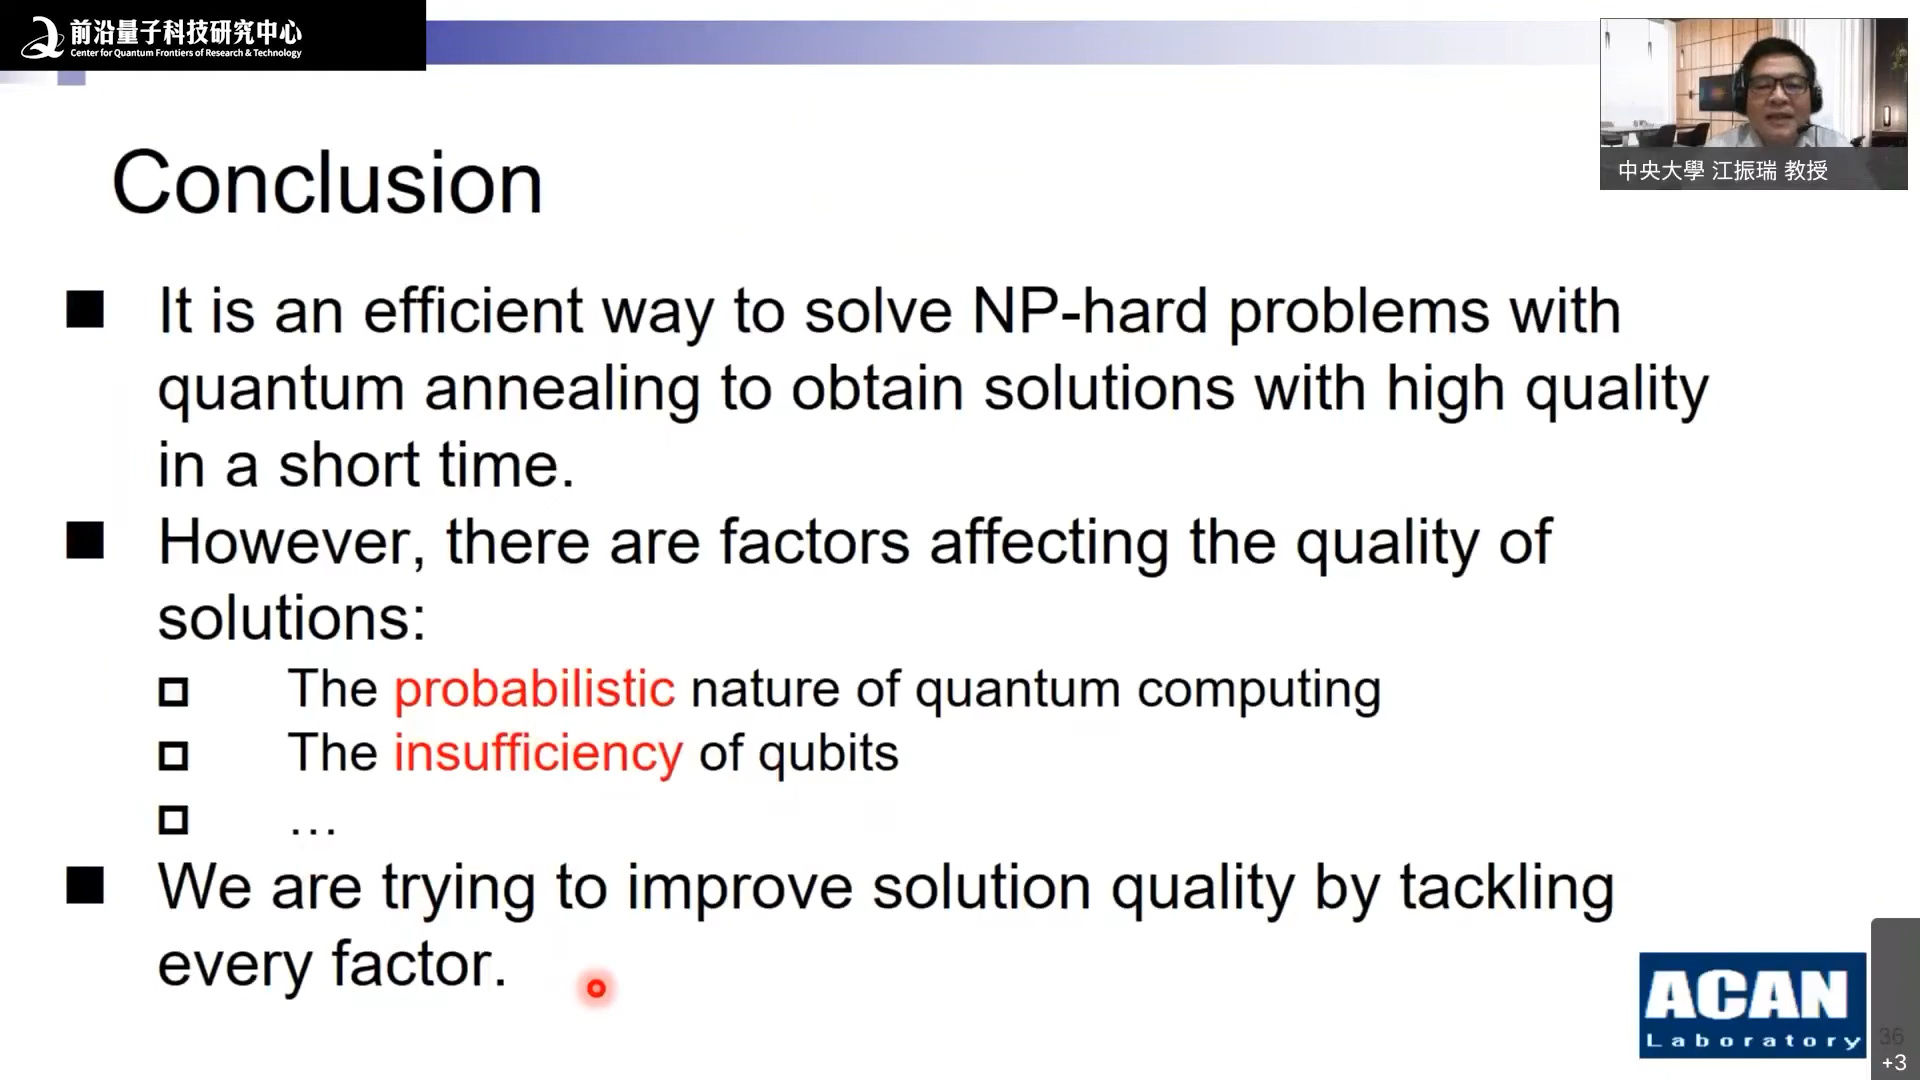 前沿量子科技研究中心
Center for Quantum Frontiers of Research & Technology
中央大學 江振瑞 教授
Conclusion
It is an efficient way to solve NP-hard problems with
quantum annealing to obtain solutions with high quality
in a short time.
However, there are factors affecting the quality of
solutions:
The probabilistic nature of quantum computing
The insufficiency of qubits
…
We are trying to improve solution quality by tackling
every factor.
ACAN
Laboratory
36
+3